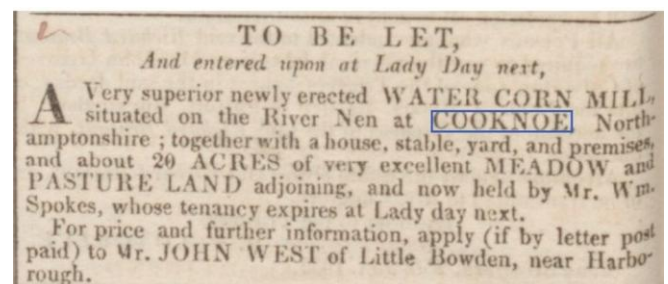 TO BE LET,
And entered upon at Lady Day next,
A Very superior newly erected WATER CORN MILL,
situated on the River Nen at COOKNOE, North-
amptonshire ; together with a house, stable, yard, and premises,
and about 20 ACRES of very excellent MEADOW and
PASTURE LAND adjoining, and now held by Mr. Wm.
Spokes, whose tenancy expires at Lady day next.
For price and further information, apply (if by letter post
paid) to Mr. JOHN WEST of Little Bowden, near Harbo-
rough.